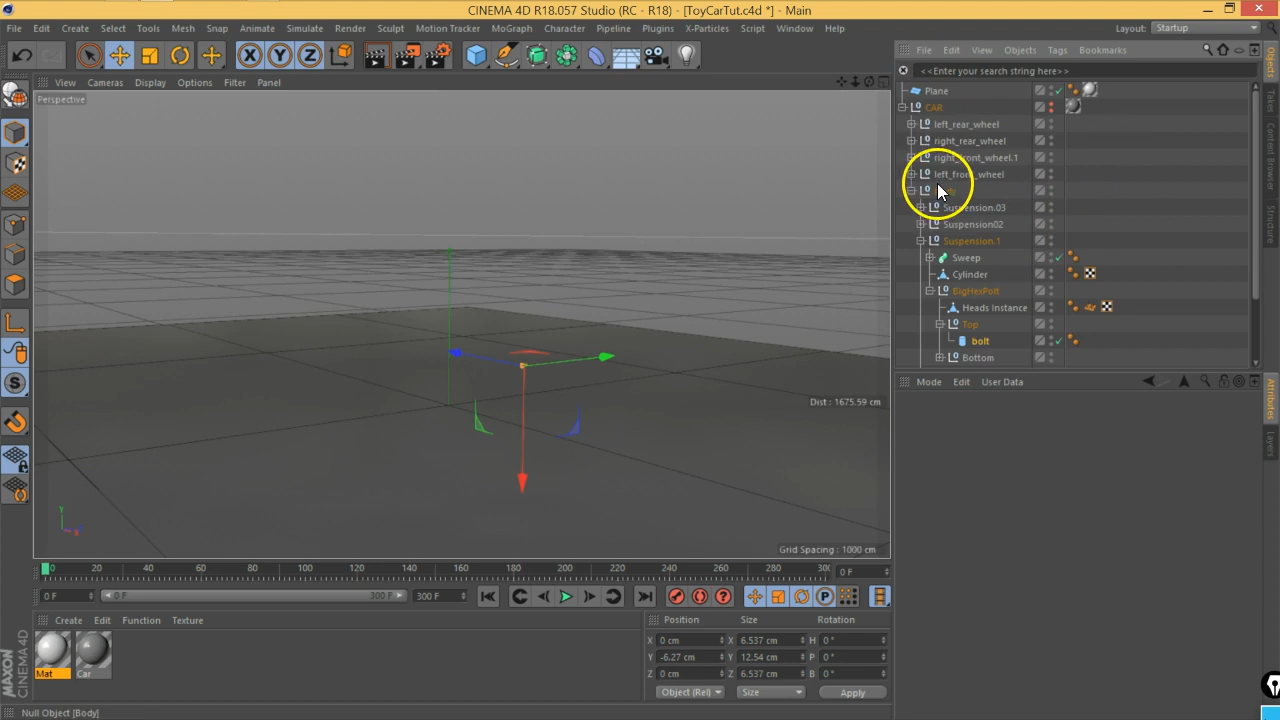 CINEMA 4D R18.057 Studio (RC - R18) - [ToyCarTut.c4d *] - Main
File Edit Create Select Tools Mesh Snap Animate Simulate Render Sculpt Motion Tracker MoGraph Character Pipeline Plugins X-Particles Script Window Help Layout: Startup
File Edit View Objects Tags Bookmarks
<<Enter your search string here>>
View Cameras Display Options Filter Panel
Perspective
Plane
CAR
left_rear_wheel
right_rear_wheel
right_front_wheel.1
left_front_wheel
Suspension.03
Suspension02
Suspension.1
Sweep
Cylinder
BigHexPolt
Heads Instance
Top
bolt
Bottom
Objects
Takes
Content Browser
Structure
Mode Edit User Data
Attributes
Layers
Dist : 1675.59 cm
Y
X
Grid Spacing : 1000 cm
0 20 40 60 80 100 120 140 160 180 200 220 240 260 280 300 0 F
0 F 0 F 300 F 300 F
Create Edit Function Texture
Mat Car
Position Size Rotation
X 0 cm X 6.537 cm H 0 °
Y -6.27 cm Y 12.54 cm P 0 °
Z 0 cm Z 6.537 cm B 0 °
Object (Rel) Size Apply
MAXON CINEMA 4D
Null Object [Body]